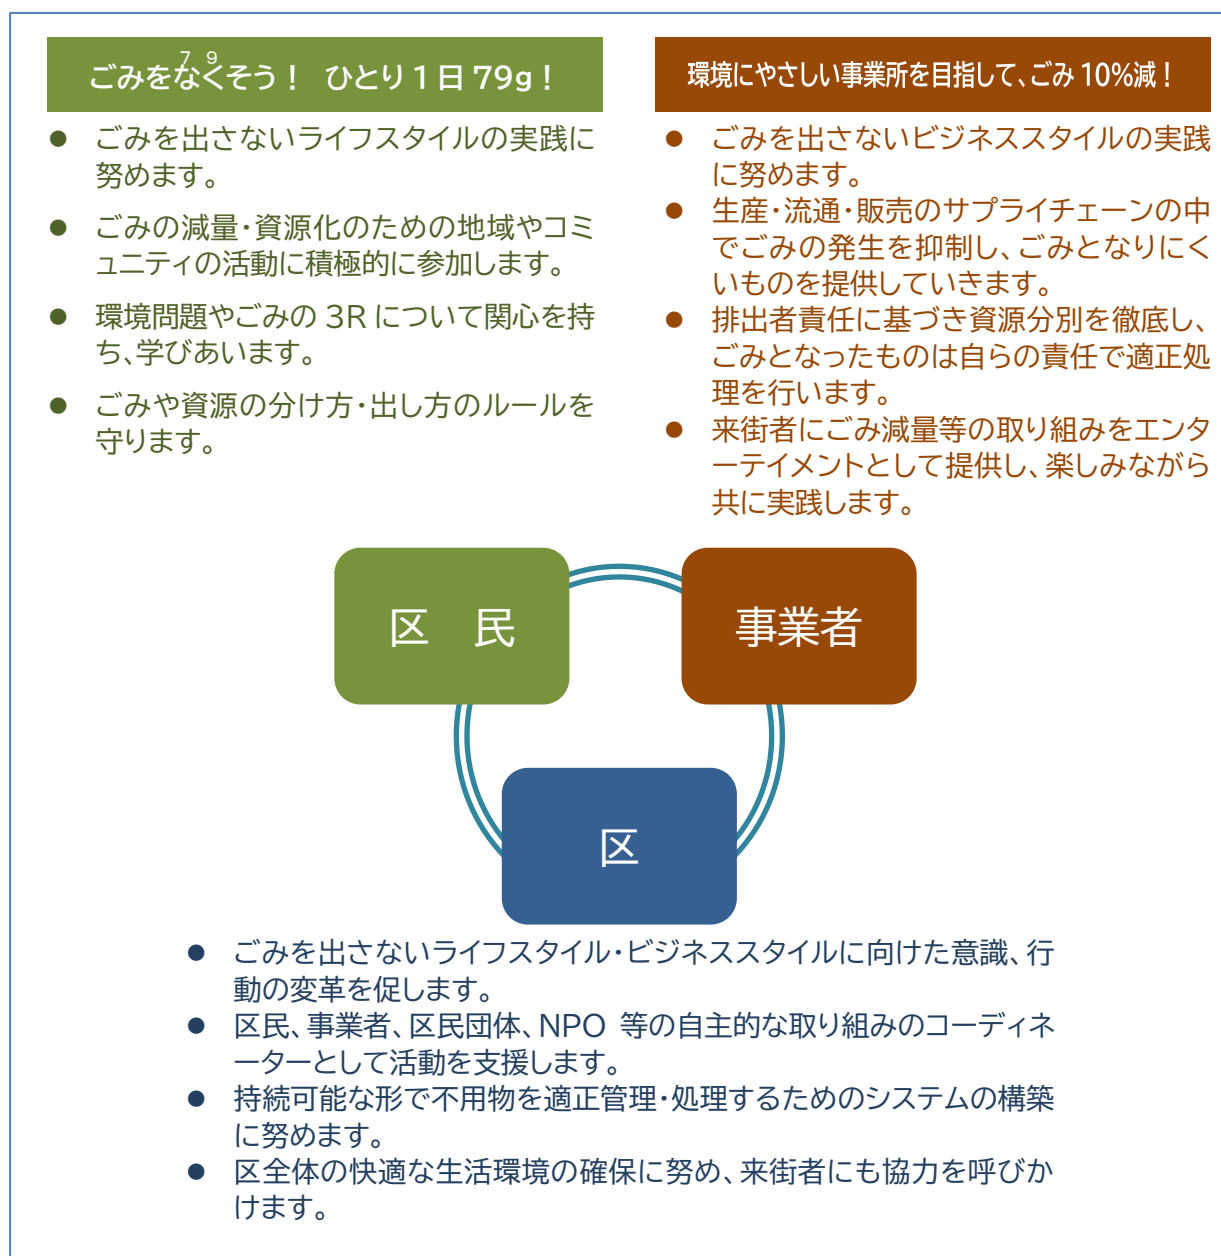 7 9
ごみをなくそう! ひとり1日79g!
● ごみを出さないライフスタイルの実践に
努めます。
● ごみの減量・資源化のための地域やコミ
ュニティの活動に積極的に参加します。
● 環境問題やごみの 3R について関心を持
ち、学びあいます。
● ごみや資源の分け方・出し方のルールを
守ります。
環境にやさしい事業所を目指して、ごみ10%減!
● ごみを出さないビジネススタイルの実践
に努めます。
● 生産・流通・販売のサプライチェーンの中
でごみの発生を抑制し、ごみとなりにく
いものを提供していきます。
● 排出者責任に基づき資源分別を徹底し、
ごみとなったものは自らの責任で適正処
理を行います。
● 来街者にごみ減量等の取り組みをエンタ
ーテイメントとして提供し、楽しみながら
共に実践します。
区 民
事業者
区
● ごみを出さないライフスタイル・ビジネススタイルに向けた意識、行
動の変革を促します。
● 区民、事業者、区民団体、NPO 等の自主的な取り組みのコーディネ
ーターとして活動を支援します。
● 持続可能な形で不用物を適正管理・処理するためのシステムの構築
に努めます。
● 区全体の快適な生活環境の確保に努め、来街者にも協力を呼びか
けます。